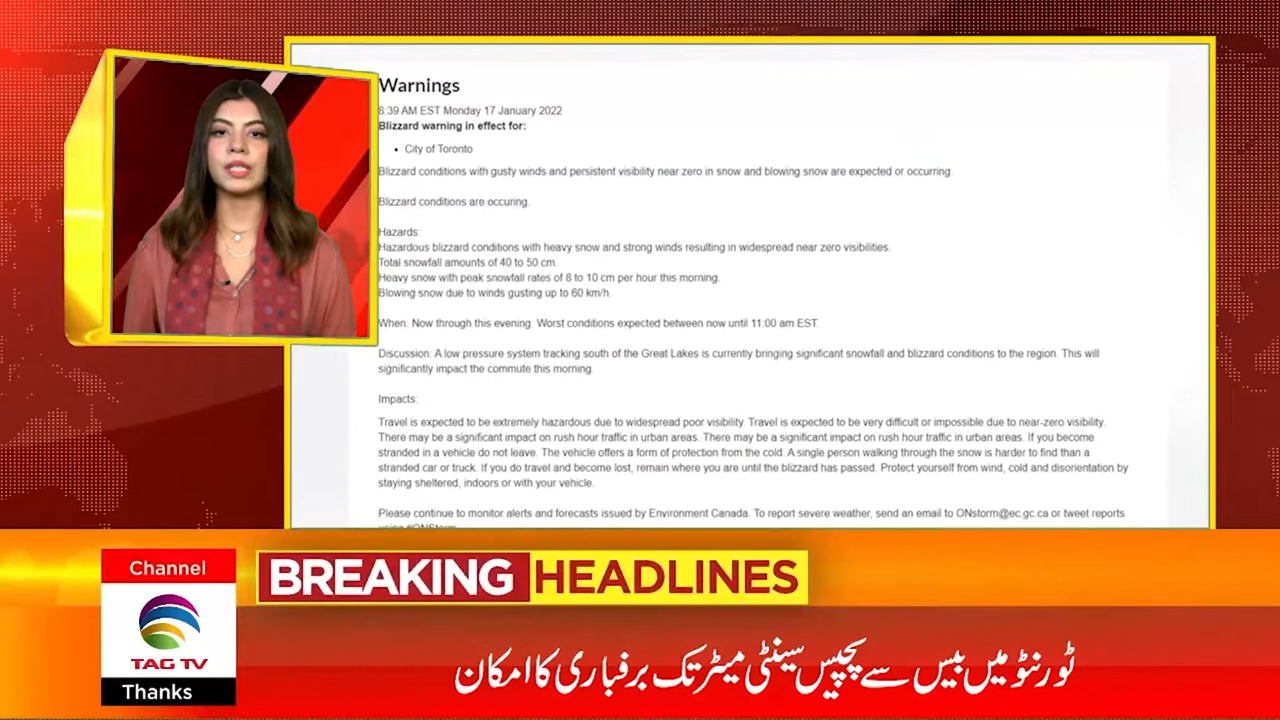 Warnings
8:39 AM EST Monday 17 January 2022
Blizzard warning in effect for:
• City of Toronto
Blizzard conditions with gusty winds and persistent visibility near zero in snow and blowing snow are expected or occurring.
Blizzard conditions are occuring.
Hazards:
Hazardous blizzard conditions with heavy snow and strong winds resulting in widespread near zero visibilities.
Total snowfall amounts of 40 to 50 cm.
Heavy snow with peak snowfall rates of 8 to 10 cm per hour this morning.
Blowing snow due to winds gusting up to 60 km/h.
When: Now through this evening. Worst conditions expected between now until 11:00 am EST.
Discussion: A low pressure system tracking south of the Great Lakes is currently bringing significant snowfall and blizzard conditions to the region. This will
significantly impact the commute this morning.
Impacts:
Travel is expected to be extremely hazardous due to widespread poor visibility. Travel is expected to be very difficult or impossible due to near-zero visibility.
There may be a significant impact on rush hour traffic in urban areas. There may be a significant impact on rush hour traffic in urban areas. If you become
stranded in a vehicle do not leave. The vehicle offers a form of protection from the cold. A single person walking through the snow is harder to find than a
stranded car or truck. If you do travel and become lost, remain where you are until the blizzard has passed. Protect yourself from wind, cold and disorientation by
staying sheltered, indoors or with your vehicle.
Please continue to monitor alerts and forecasts issued by Environment Canada. To report severe weather, send an email to ONstorm@ec.gc.ca or tweet reports
using #ONStorm.
Channel
TAG TV
Thanks
BREAKING HEADLINES
ٹورنٹو میں بیس سے پچیس سینٹی میٹر تک برفباری کا امکان